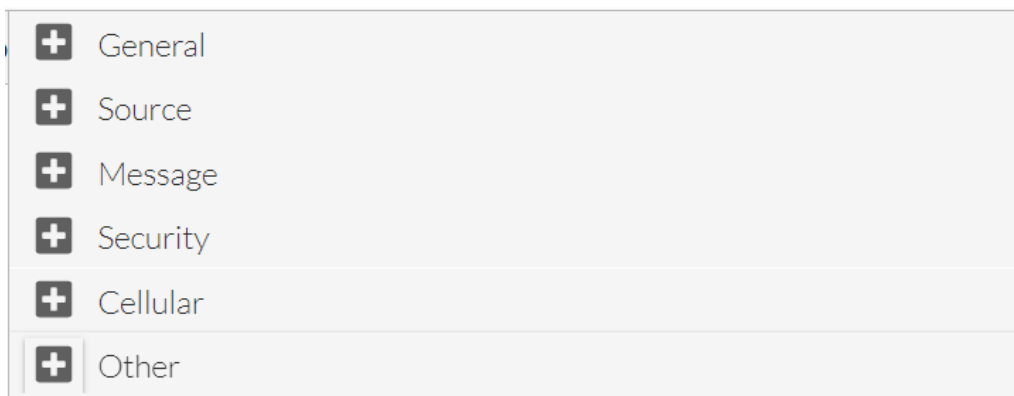 General
Source
Message
Security
Cellular
Other